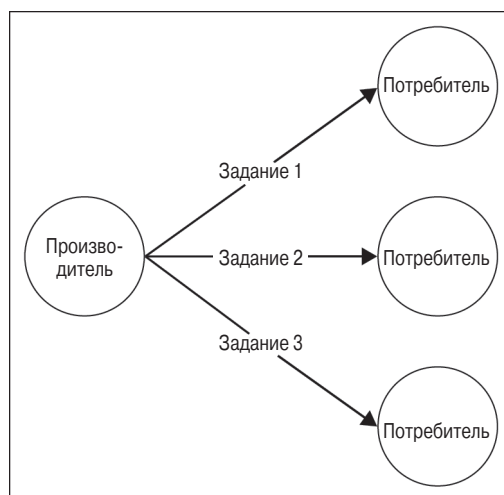 Потребитель
Задание 1
Произво-
дитель
Задание 2
Потребитель
Задание 3
Потребитель